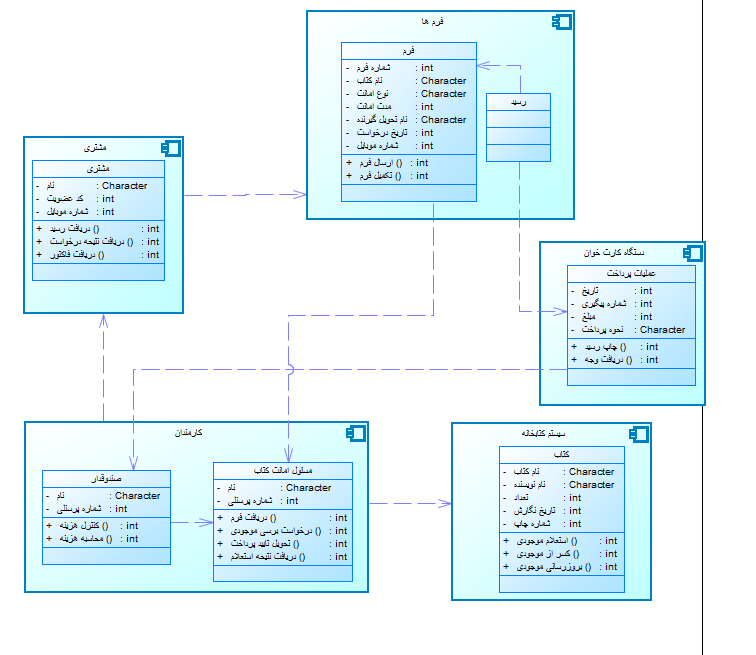 فرم ها
فرم
- شماره فرم : int
- نام کتاب : Character
- نوع امانت : Character
- مدت امانت : int
- نام تحویل گیرنده : Character
- تاریخ درخواست : int
- شماره موبایل : int
+ ارسال فرم () : int
+ تکمیل فرم () : int
رسید
مشتری
مشتری
- نام : Character
- کد عضویت : int
- شماره موبایل : int
+ دریافت رسید () : int
+ دریافت نتیجه درخواست () : int
+ دریافت فاکتور () : int
دستگاه کارت خوان
عملیات پرداخت
- تاریخ : int
- شماره پیگیری : int
- مبلغ : int
- نحوه پرداخت : Character
+ چاپ رسید () : int
+ دریافت وجه () : int
کارمندان
صندوقدار
- نام : Character
- شماره پرسنلی : int
+ کنترل هزینه () : int
+ محاسبه هزینه () : int
مسئول امانت کتاب
- نام : Character
- شماره پرسنلی : int
+ دریافت فرم () : int
+ درخواست برسی موجودی () : int
+ تحویل تایید پرداخت () : int
+ دریافت نتیجه استعلام () : int
سیستم کتابخانه
کتاب
- نام کتاب : Character
- نام نویسنده : Character
- تعداد : int
- تاریخ نگارش : int
- شماره چاپ : int
+ استعلام موجودی () : int
+ کسر از موجودی () : int
+ بروزرسانی موجودی () : int